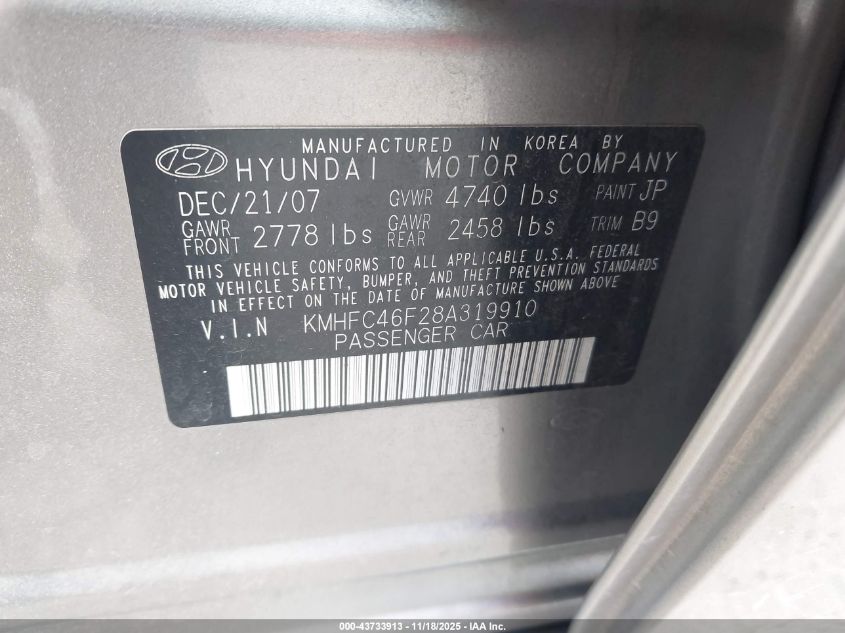 MANUFACTURED IN KOREA BY
HYUNDAI MOTOR COMPANY
DEC/21/07 GVWR 4740 lbs PAINT JP
GAWR FRONT 2778 lbs GAWR REAR 2458 lbs TRIM B9
THIS VEHICLE CONFORMS TO ALL APPLICABLE U.S.A. FEDERAL
MOTOR VEHICLE SAFETY, BUMPER, AND THEFT PREVENTION STANDARDS
IN EFFECT ON THE DATE OF MANUFACTURE SHOWN ABOVE.
V.I.N KMHFC46F28A319910
PASSENGER CAR
000-43733913 - 11/18/2025 - IAA Inc.